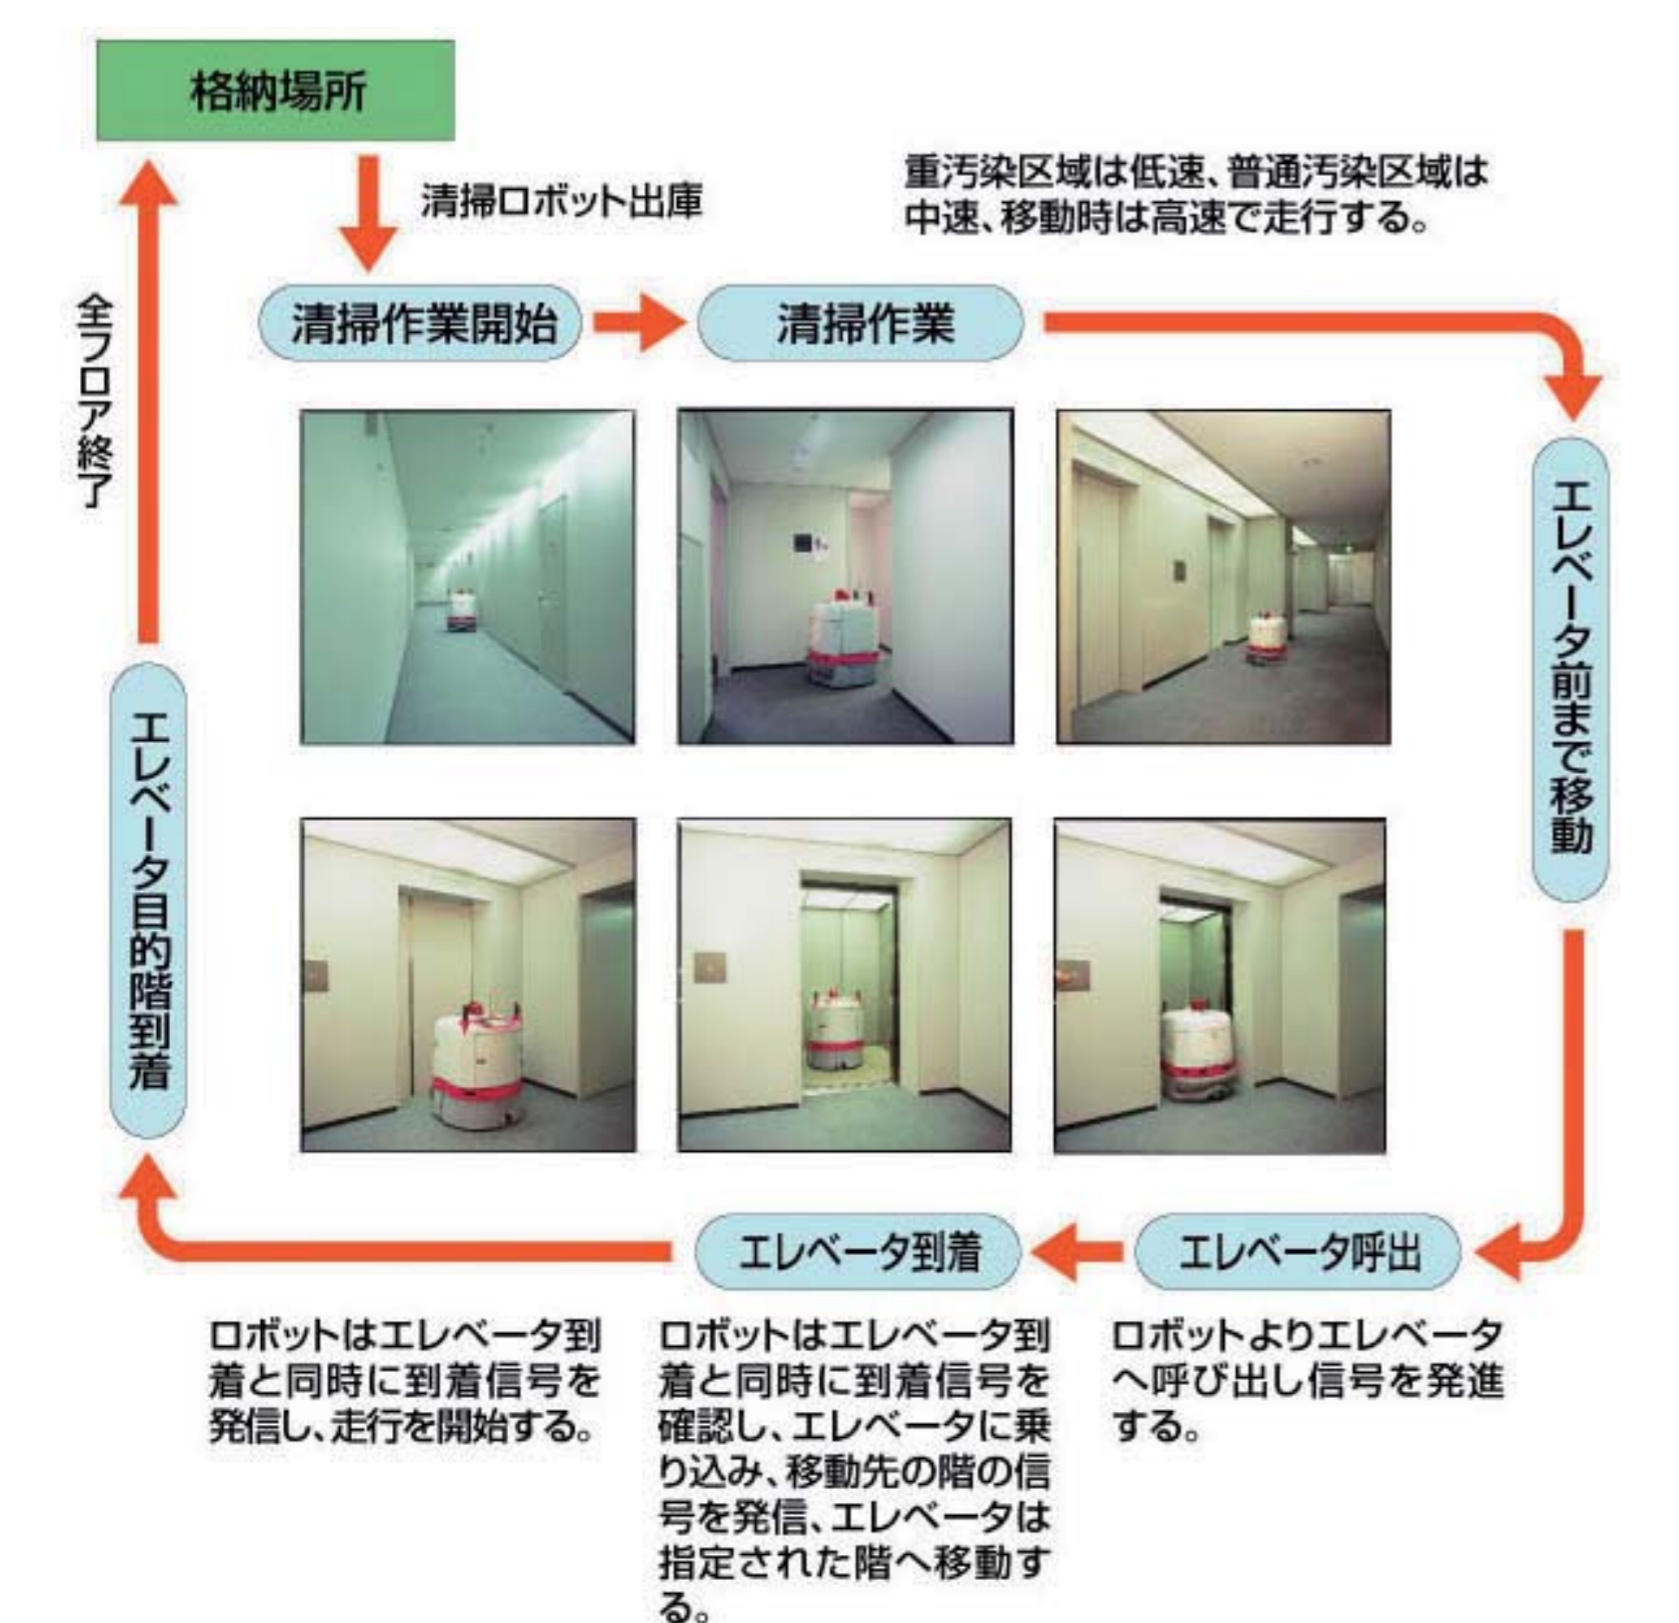 格納場所
清掃ロボット出庫
重汚染区域は低速、普通汚染区域は
中速、移動時は高速で走行する。
清掃作業開始
清掃作業
エレベータ前まで移動
エレベータ呼出
ロボットよりエレベータ
へ呼び出し信号を発進
する。
エレベータ到着
ロボットはエレベータ到
着と同時に到着信号を
確認し、エレベータに乗
り込み、移動先の階の信
号を発信、エレベータは
指定された階へ移動す
る。
エレベータ目的階到着
ロボットはエレベータ到
着と同時に到着信号を
発信し、走行を開始する。
全フロア終了